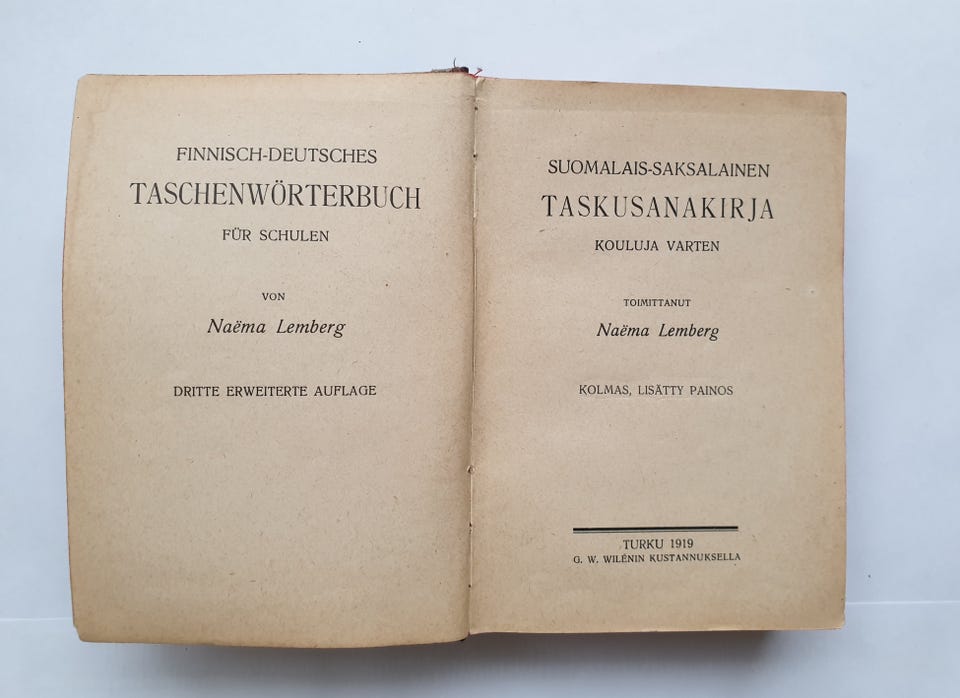 FINNISCH-DEUTSCHES
TASCHENWÖRTERBUCH
FÜR SCHULEN
VON
Naëma Lemberg
DRITTE ERWEITERTE AUFLAGE
SUOMALAIS-SAKSALAINEN
TASKUSANAKIRJA
KOULUJA VARTEN
TOIMITTANUT
Naëma Lemberg
KOLMAS, LISÄTTY PAINOS
TURKU 1919
G. W. WILÉNIN KUSTANNUKSELLA